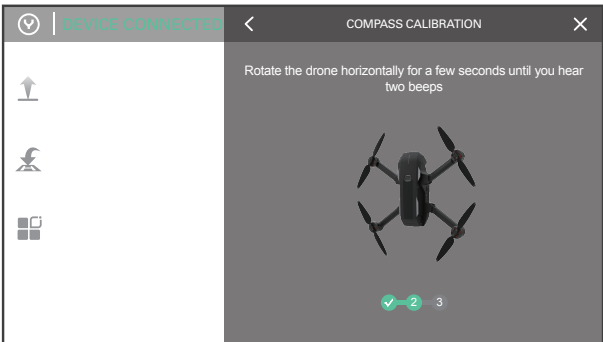 DEVICE CONNECTED
COMPASS CALIBRATION
Rotate the drone horizontally for a few seconds until you hear
two beeps
2 3